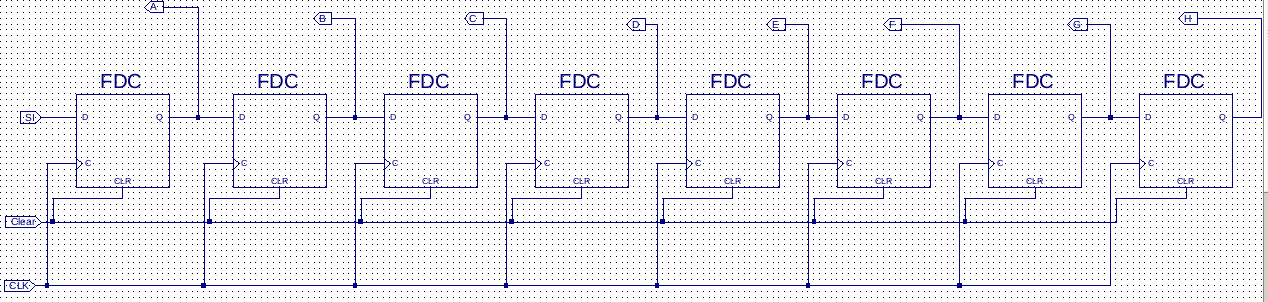 A B C D E F G H
FDC FDC FDC FDC FDC FDC FDC FDC
SI D Q D Q D Q D Q D Q D Q D Q D Q
C C C C C C C C
CLR CLR CLR CLR CLR CLR CLR CLR
Clear
CLK